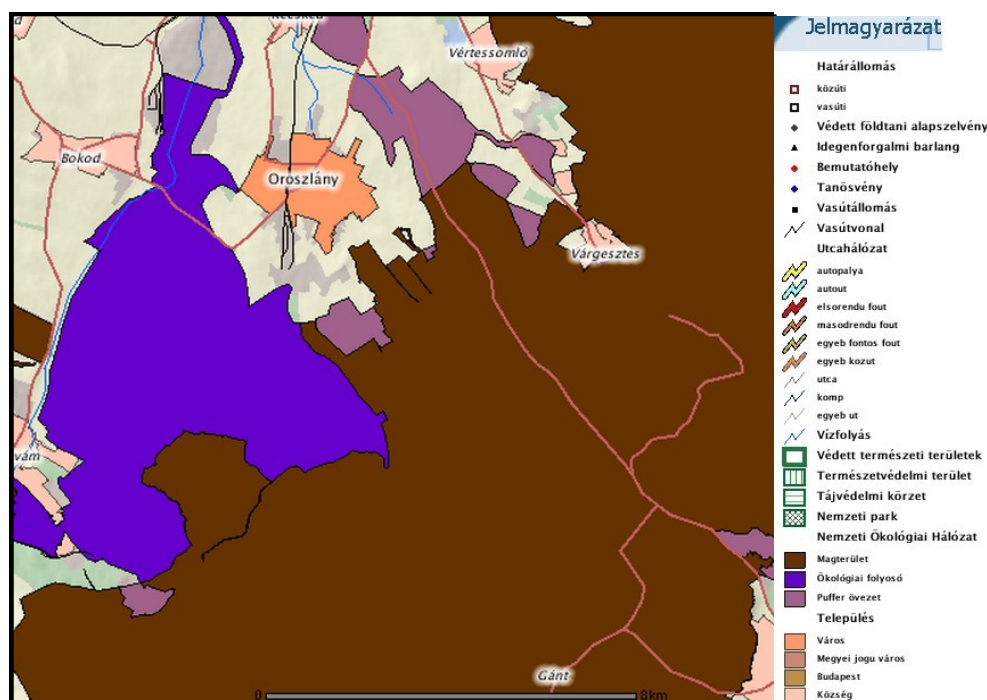 Vértessomló
Bokod
Oroszlány
Várgesztes
vám
Gánt
0 8km
Jelmagyarázat
Határállomás
közúti
vasúti
Védett földtani alapszelvény
Idegenforgalmi barlang
Bemutatóhely
Tanösvény
Vasútállomás
Vasútvonal
Utcahálózat
autopalya
autout
elsorendu fout
masodrendu fout
egyeb fontos fout
egyeb kozut
utca
komp
egyeb ut
Vízfolyás
Védett természeti területek
Természetvédelmi terület
Tájvédelmi körzet
Nemzeti park
Nemzeti Ökológiai Hálózat
Magterület
Ökológiai folyosó
Puffer övezet
Település
Város
Megyei jogu város
Budapest
Község